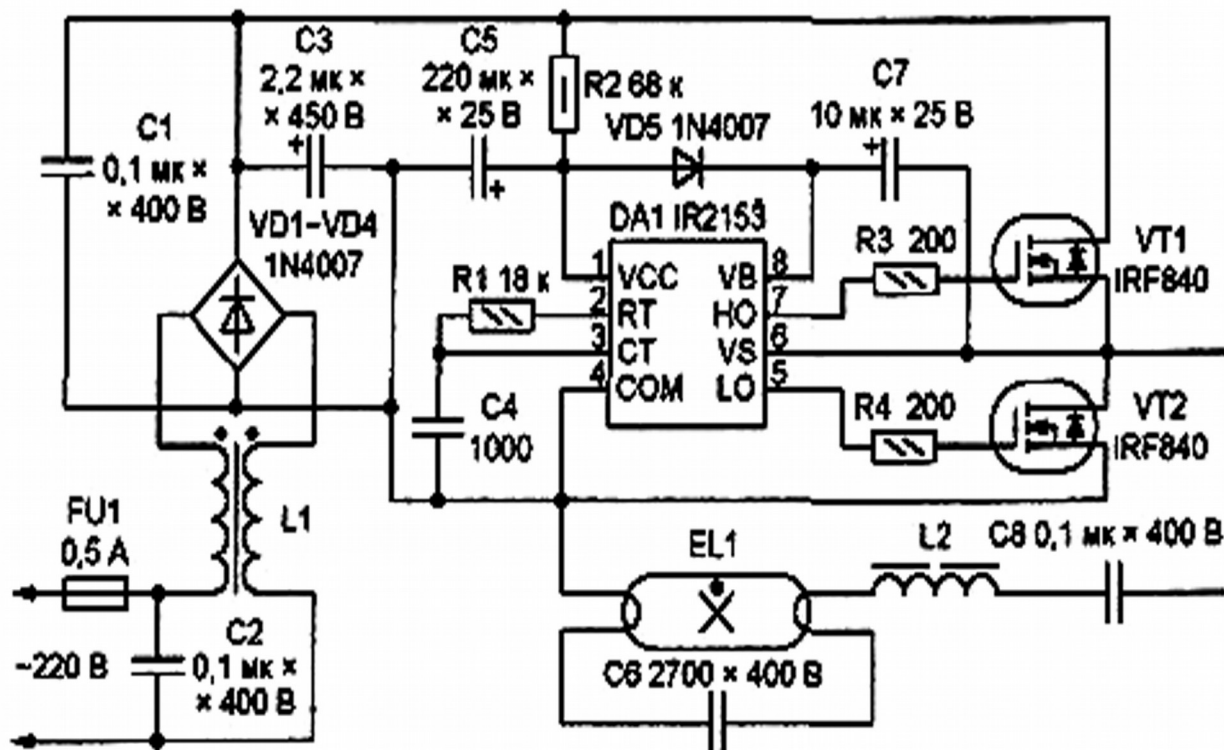 C3
2,2 мк ×
× 450 В
+
C5
220 мк ×
× 25 В
+
R2 68 к
C7
10 мк × 25 В
+
C1
0,1 мк ×
× 400 В
VD5 1N4007
VD1-VD4
1N4007
DA1 IR2153
R1 18 к
1 VCC VB 8
2 RT HO 7
3 CT VS 6
4 COM LO 5
R3 200
VT1
IRF840
C4
1000
R4 200
VT2
IRF840
FU1
0,5 A
L1
C2
0,1 мк ×
× 400 В
~220 В
EL1
L2
C8 0,1 мк × 400 В
C6 2700 × 400 В